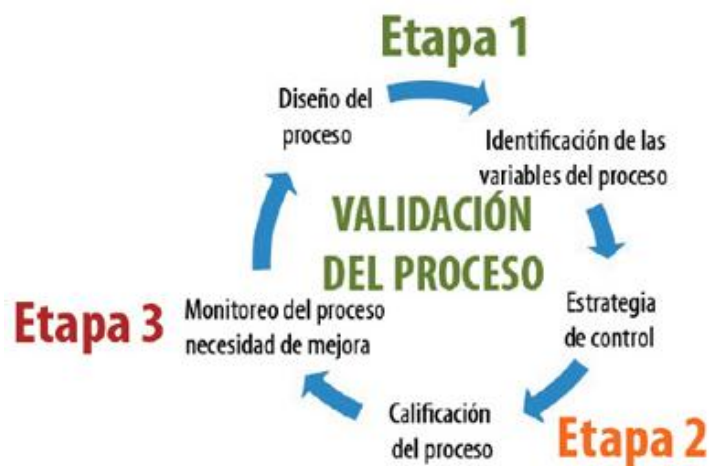 Etapa 1
Diseño del
proceso
Identificación de las
variables del proceso
VALIDACIÓN
DEL PROCESO
Estrategia
de control
Etapa 3
Monitoreo del proceso
necesidad de mejora
Calificación
del proceso
Etapa 2